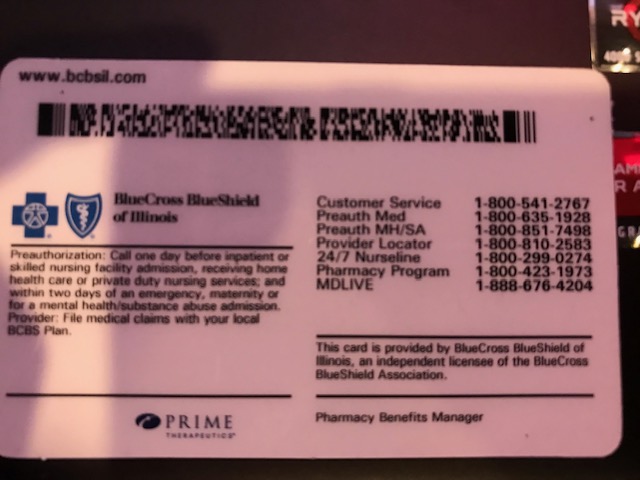 www.bcbsil.com
BlueCross BlueShield
of Illinois
Preauthorization: Call one day before inpatient or
skilled nursing facility admission, receiving home
health care or private duty nursing services; and
within two days of an emergency, maternity or
for a mental health/substance abuse admission.
Provider: File medical claims with your local
BCBS Plan.
Customer Service 1-800-541-2767
Preauth Med 1-800-635-1928
Preauth MH/SA 1-800-851-7498
Provider Locator 1-800-810-2583
24/7 Nurseline 1-800-299-0274
Pharmacy Program 1-800-423-1973
MDLIVE 1-888-676-4204
This card is provided by BlueCross BlueShield of
Illinois, an independent licensee of the BlueCross
BlueShield Association.
PRIME
THERAPEUTICS
Pharmacy Benefits Manager